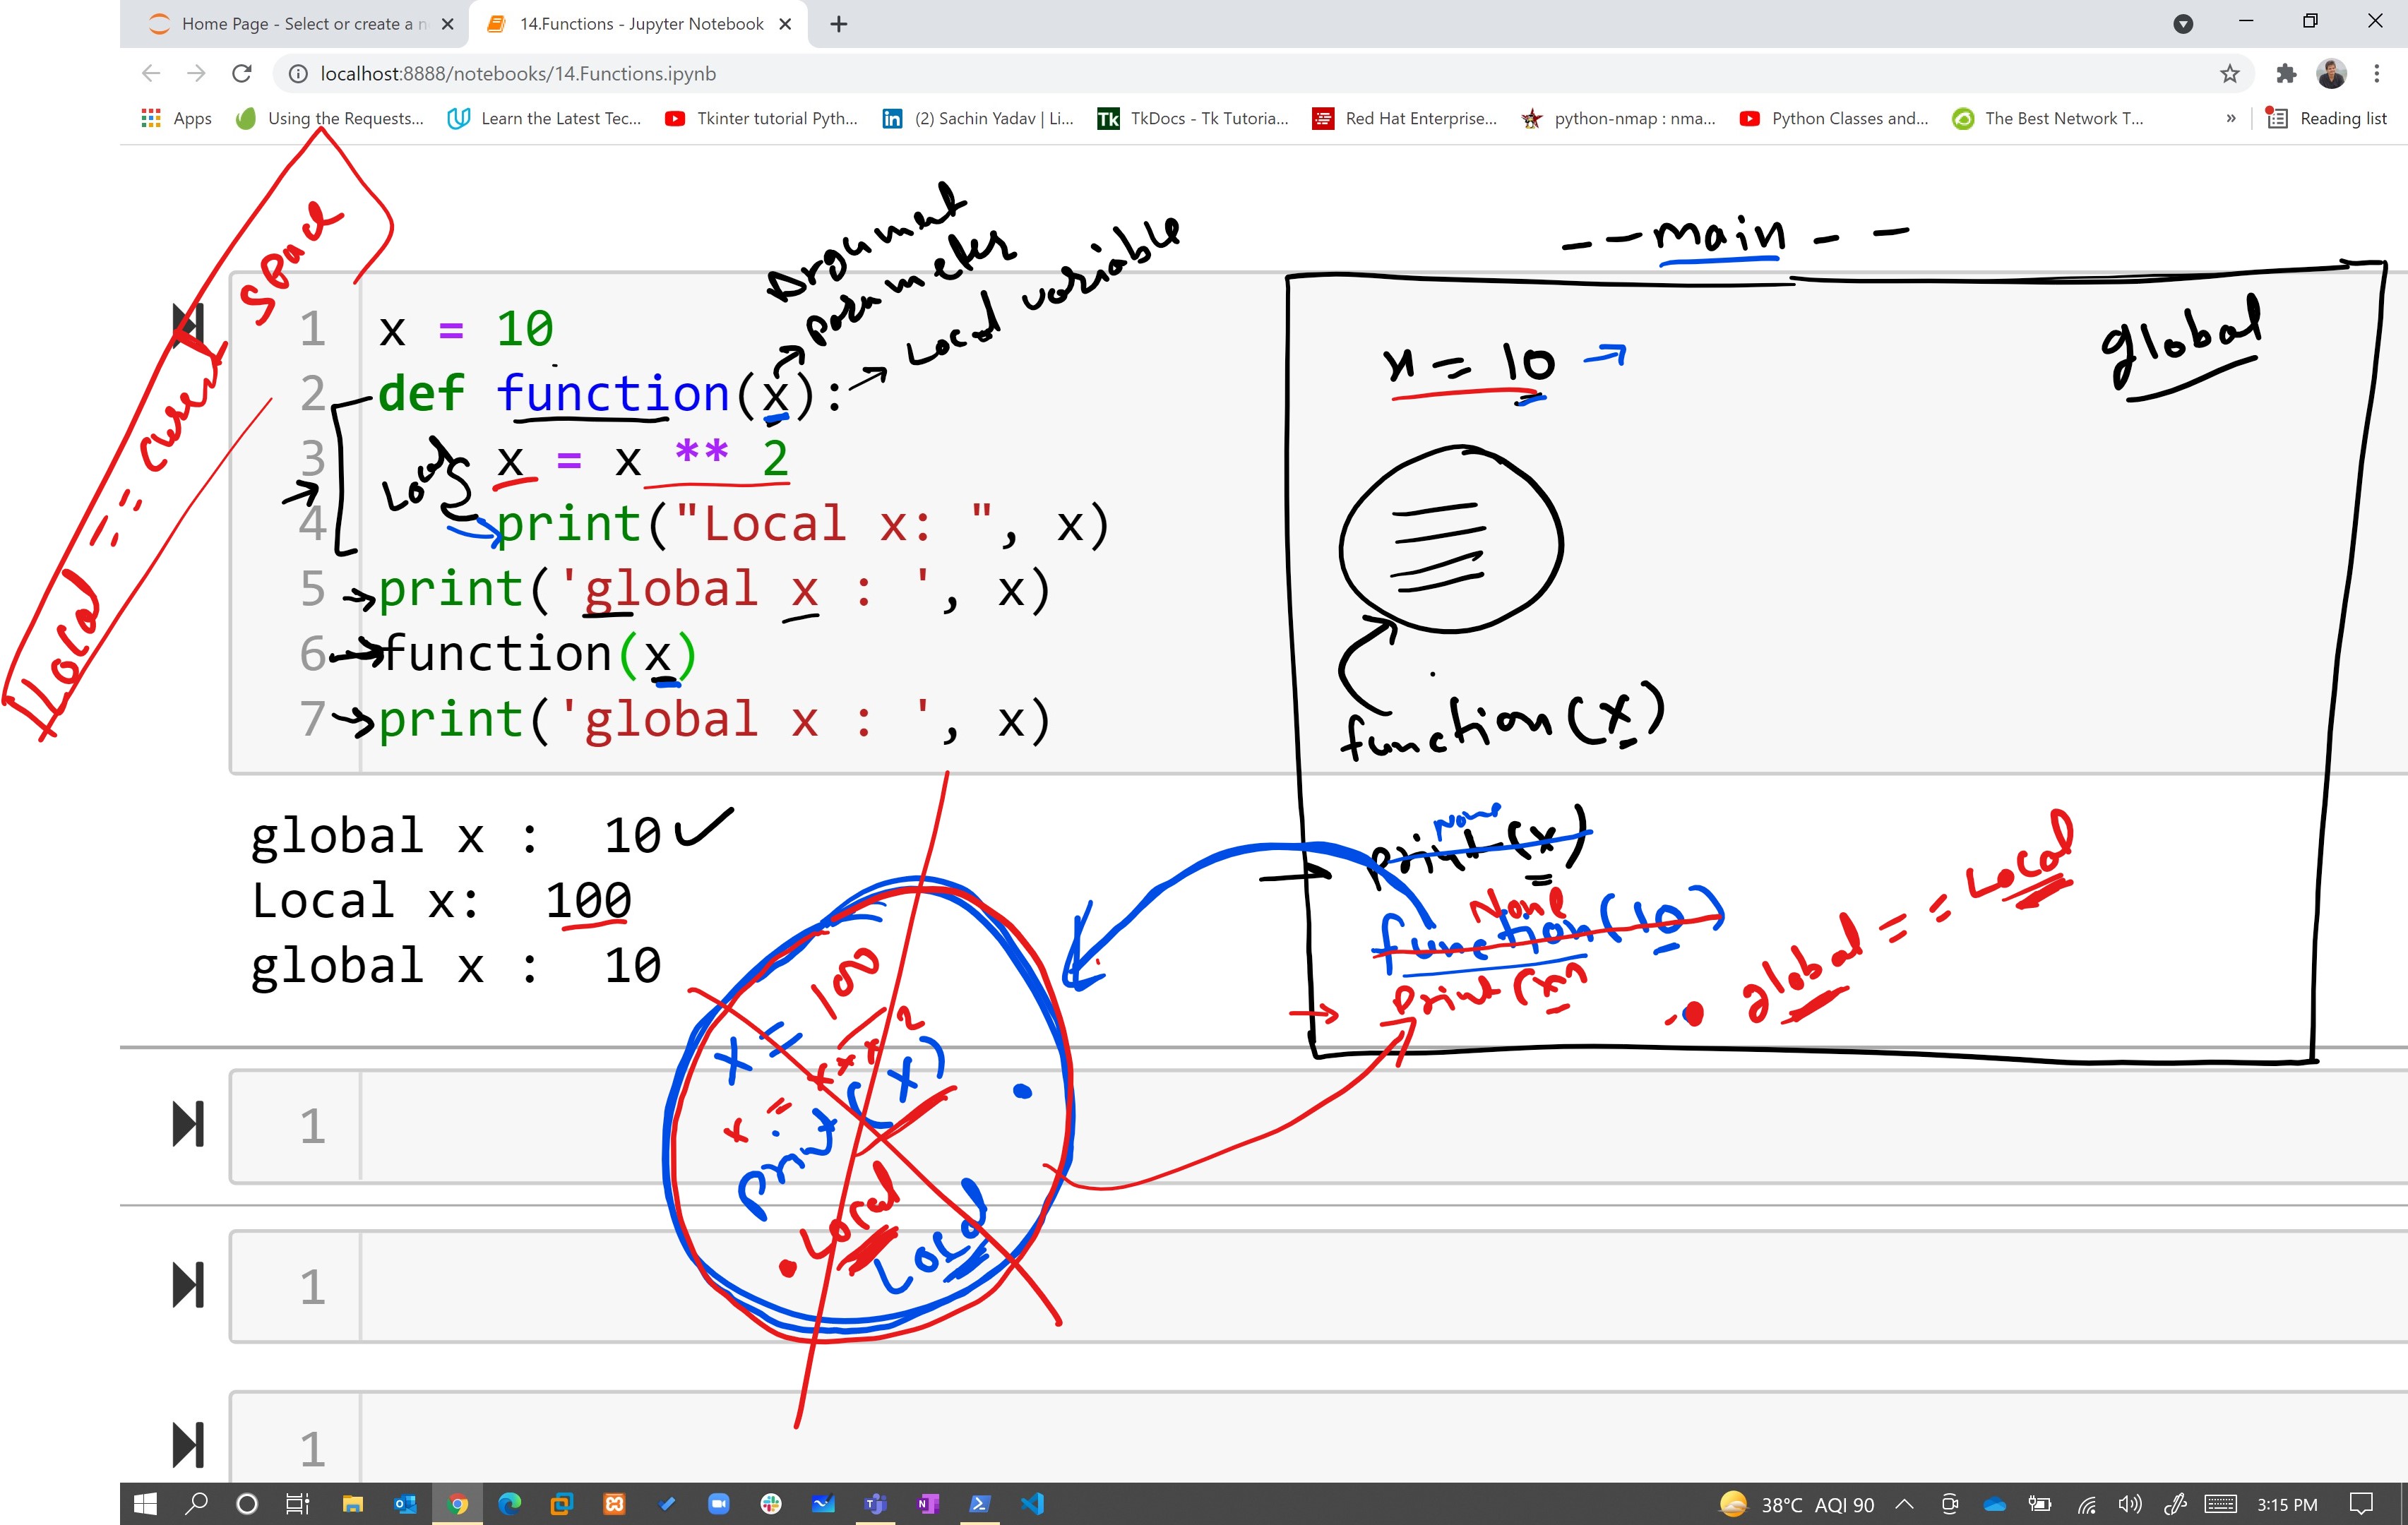 Home Page - Select or create a n
14.Functions - Jupyter Notebook
localhost:8888/notebooks/14.Functions.ipynb
Apps
Using the Requests...
Learn the Latest Tec...
Tkinter tutorial Pyth...
(2) Sachin Yadav | Li...
Tk
TkDocs - Tk Tutoria...
Red Hat Enterprise...
python-nmap : nma...
Python Classes and...
The Best Network T...
»
Reading list
Local == Current Space
Argument
parameter
Local variable
1 x = 10
2 def function(x):
3 x = x ** 2
4 print("Local x: ", x)
5 print('global x : ', x)
6 function(x)
7 print('global x : ', x)
Local
global x : 10
Local x: 100
global x : 10
--main--
global
x = 10
function(x)
None
print(x)
None
function(10)
print(x)
global == Local
x = 100
x = x**2
print(x)
Local
Local
1
1
1
38°C AQI 90
3:15 PM